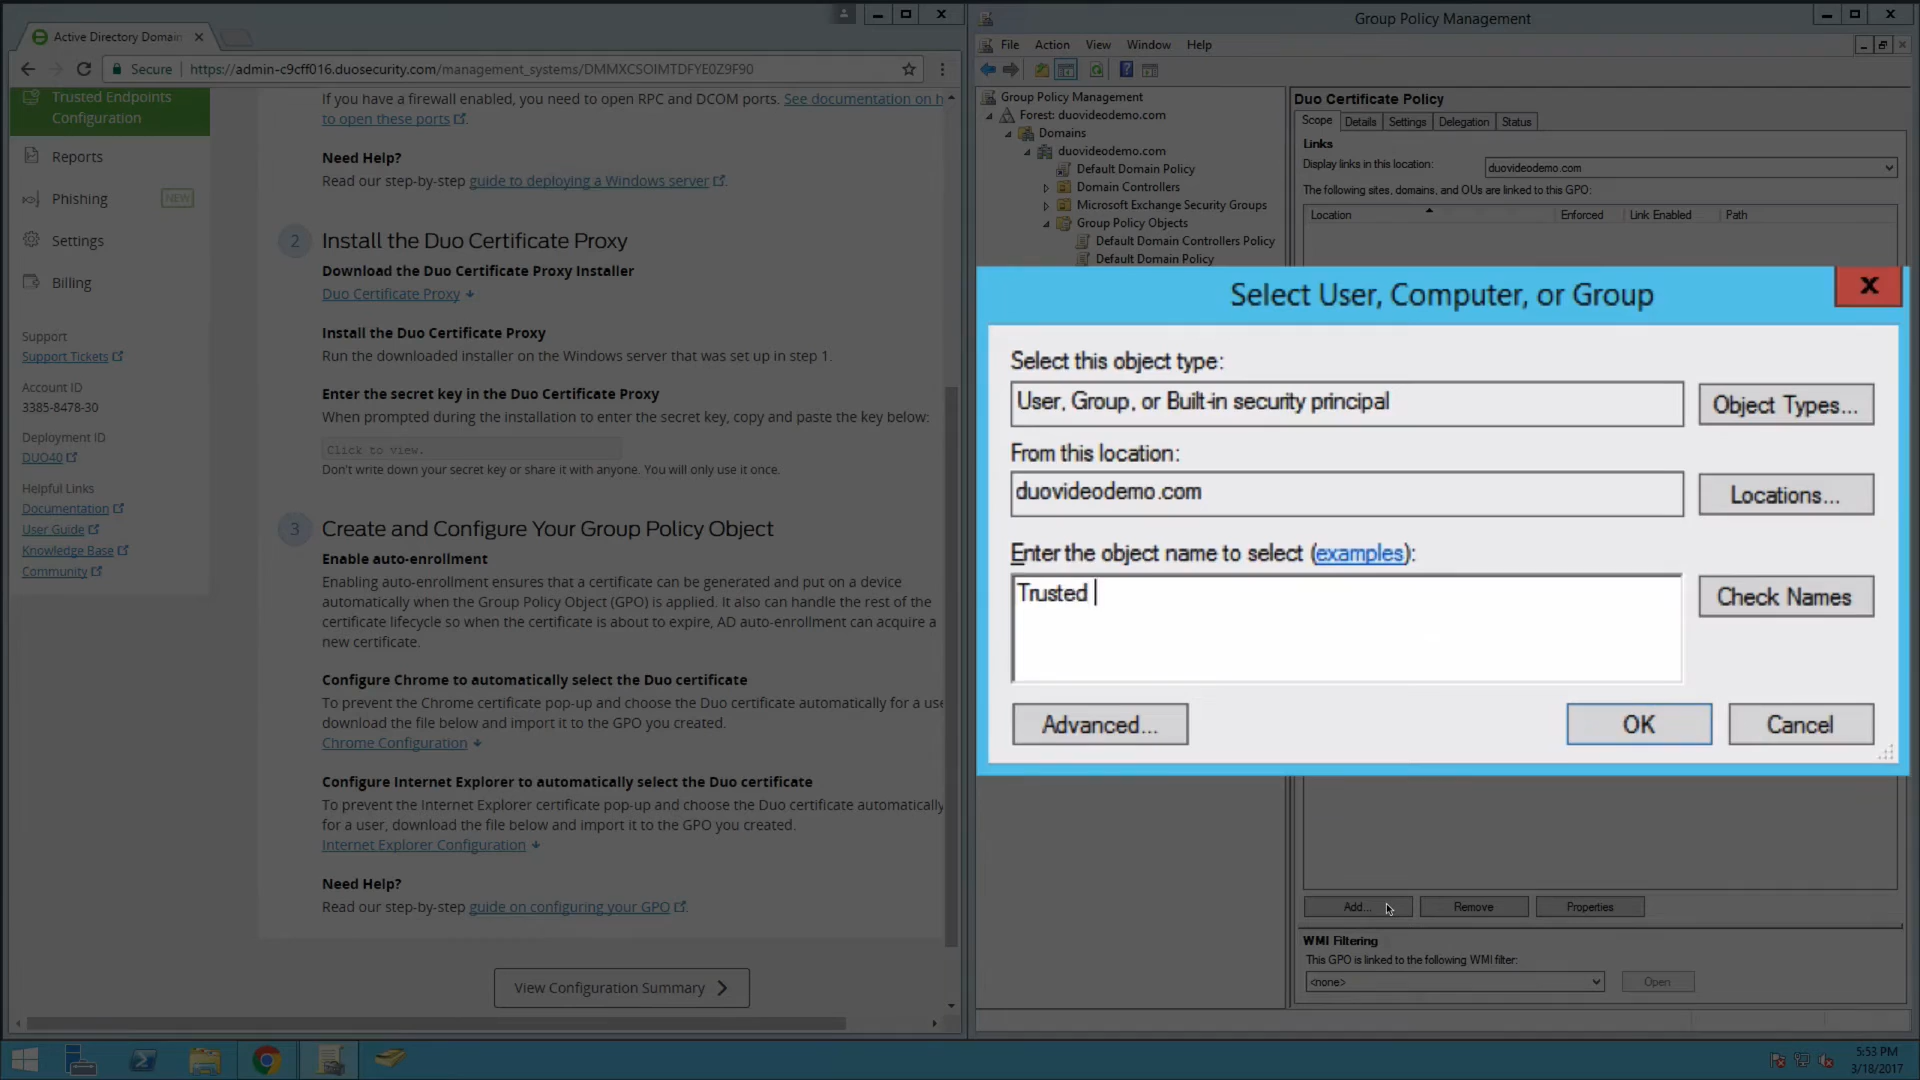 Active Directory Domain
Secure | https://admin-c9cff016.duosecurity.com/management_systems/DMMXCSOIMTDFYE0Z9F90
Trusted Endpoints
Configuration
Reports
Phishing NEW
Settings
Billing
Support
Support Tickets
Account ID
3385-8478-30
Deployment ID
DUO40
Helpful Links
Documentation
User Guide
Knowledge Base
Community
If you have a firewall enabled, you need to open RPC and DCOM ports. See documentation on h
to open these ports.
Need Help?
Read our step-by-step guide to deploying a Windows server.
2 Install the Duo Certificate Proxy
Download the Duo Certificate Proxy Installer
Duo Certificate Proxy
Install the Duo Certificate Proxy
Run the downloaded installer on the Windows server that was set up in step 1.
Enter the secret key in the Duo Certificate Proxy
When prompted during the installation to enter the secret key, copy and paste the key below:
Click to view.
Don't write down your secret key or share it with anyone. You will only use it once.
3 Create and Configure Your Group Policy Object
Enable auto-enrollment
Enabling auto-enrollment ensures that a certificate can be generated and put on a device
automatically when the Group Policy Object (GPO) is applied. It also can handle the rest of the
certificate lifecycle so when the certificate is about to expire, AD auto-enrollment can acquire a
new certificate.
Configure Chrome to automatically select the Duo certificate
To prevent the Chrome certificate pop-up and choose the Duo certificate automatically for a use
download the file below and import it to the GPO you created.
Chrome Configuration
Configure Internet Explorer to automatically select the Duo certificate
To prevent the Internet Explorer certificate pop-up and choose the Duo certificate automatically
for a user, download the file below and import it to the GPO you created.
Internet Explorer Configuration
Need Help?
Read our step-by-step guide on configuring your GPO.
View Configuration Summary
Group Policy Management
File Action View Window Help
Group Policy Management
Forest: duovideodemo.com
Domains
duovideodemo.com
Default Domain Policy
Domain Controllers
Microsoft Exchange Security Groups
Group Policy Objects
Default Domain Controllers Policy
Default Domain Policy
Duo Certificate Policy
Scope Details Settings Delegation Status
Links
Display links in this location: duovideodemo.com
The following sites, domains, and OUs are linked to this GPO:
Location Enforced Link Enabled Path
Select User, Computer, or Group
X
Select this object type:
User, Group, or Built-in security principal
Object Types...
From this location:
duovideodemo.com
Locations...
Enter the object name to select (examples):
Trusted
Check Names
Advanced... OK Cancel
Add... Remove Properties
WMI Filtering
This GPO is linked to the following WMI filter:
<none> Open
5:53 PM
3/18/2017